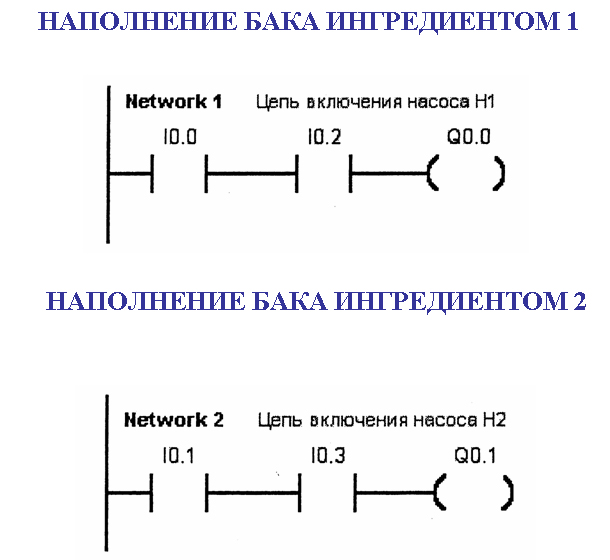 НАПОЛНЕНИЕ БАКА ИНГРЕДИЕНТОМ 1
Network 1 Цепь включения насоса Н1
I0.0 I0.2 Q0.0
НАПОЛНЕНИЕ БАКА ИНГРЕДИЕНТОМ 2
Network 2 Цепь включения насоса Н2
I0.1 I0.3 Q0.1